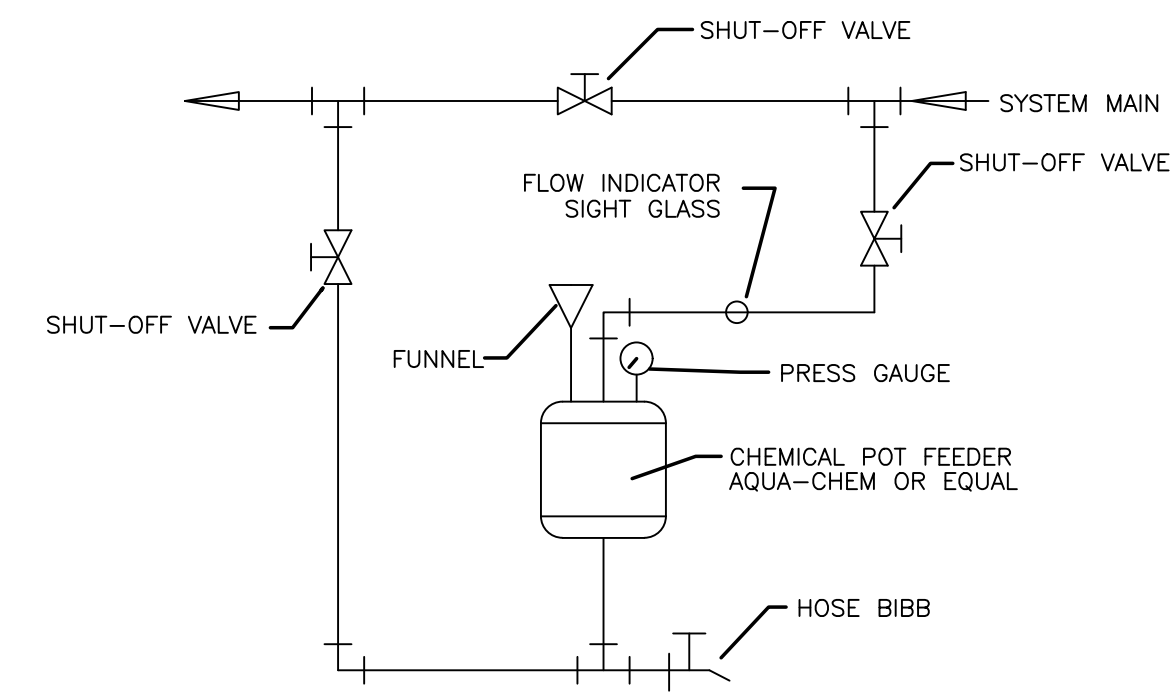 SHUT-OFF VALVE
SYSTEM MAIN
SHUT-OFF VALVE
FLOW INDICATOR
SIGHT GLASS
SHUT-OFF VALVE
FUNNEL
PRESS GAUGE
CHEMICAL POT FEEDER
AQUA-CHEM OR EQUAL
HOSE BIBB